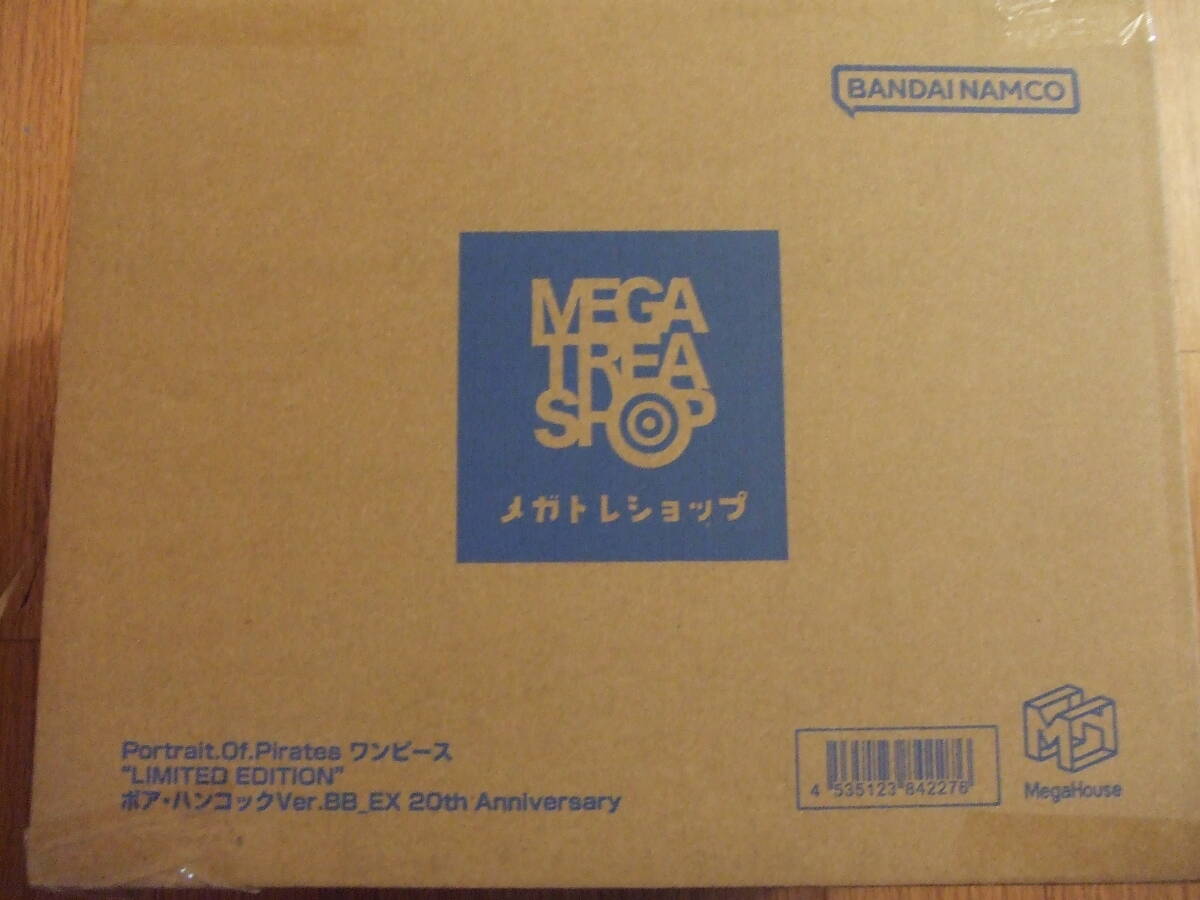 BANDAI NAMCO
MEGA
TREA
SHOP
メガトレショップ
Portrait.Of.Pirates ワンピース
"LIMITED EDITION"
ボア・ハンコックVer.BB_EX 20th Anniversary
4 535123 842276
MegaHouse